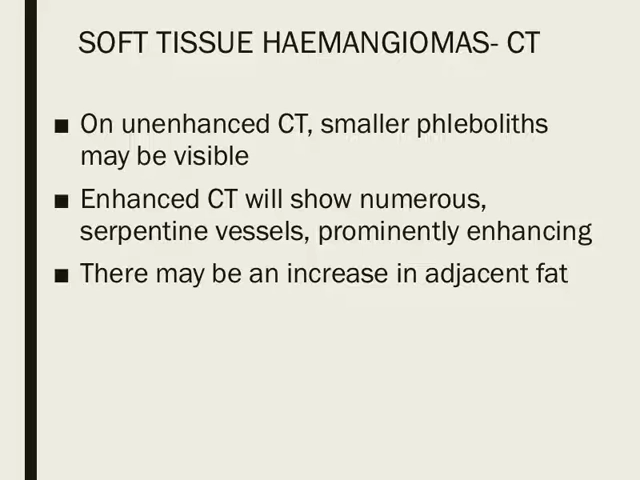 SOFT TISSUE HAEMANGIOMAS- CT
■ On unenhanced CT, smaller phleboliths
may be visible
■ Enhanced CT will show numerous,
serpentine vessels, prominently enhancing
■ There may be an increase in adjacent fat